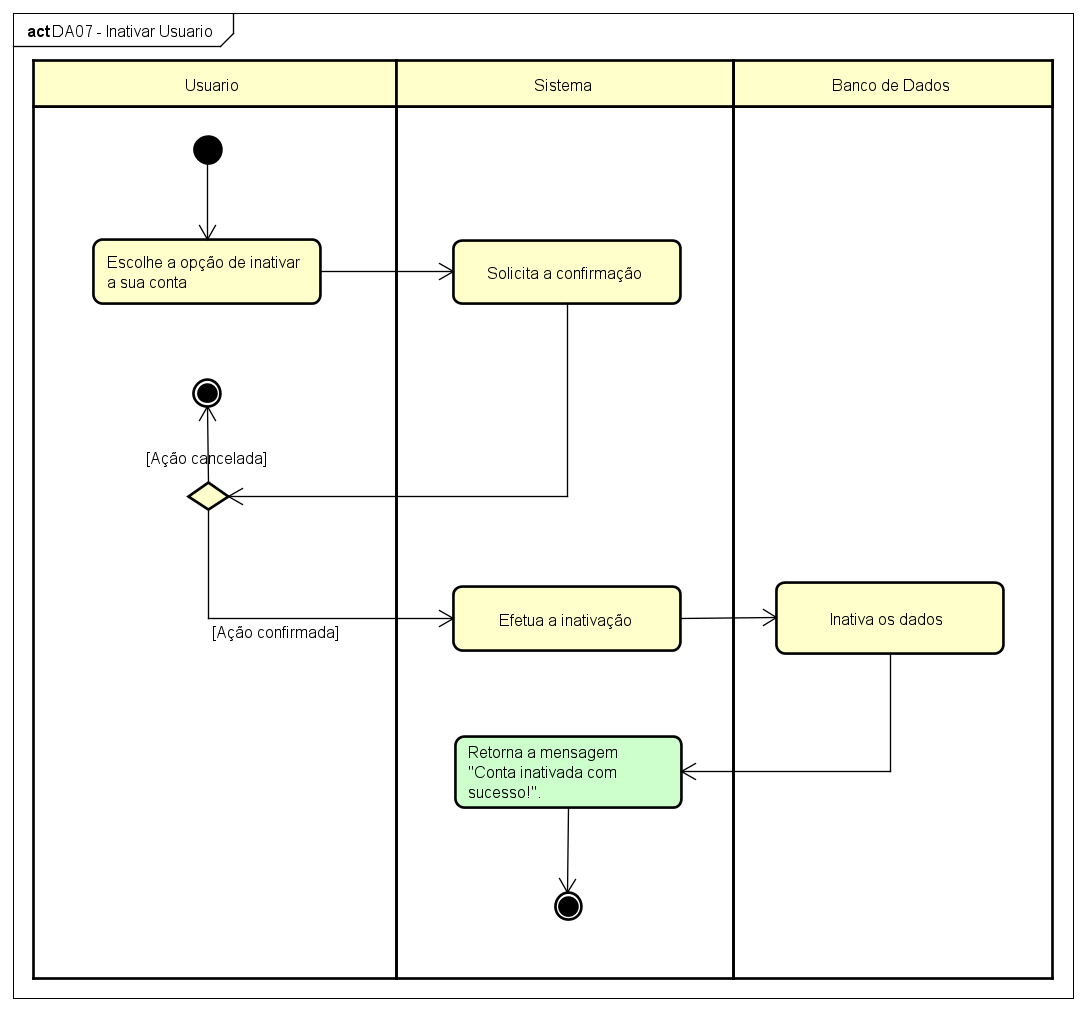 act DA07 - Inativar Usuario
Usuario
Sistema
Banco de Dados
Escolhe a opção de inativar
a sua conta
Solicita a confirmação
[Ação cancelada]
[Ação confirmada]
Efetua a inativação
Inativa os dados
Retorna a mensagem
"Conta inativada com
sucesso!".